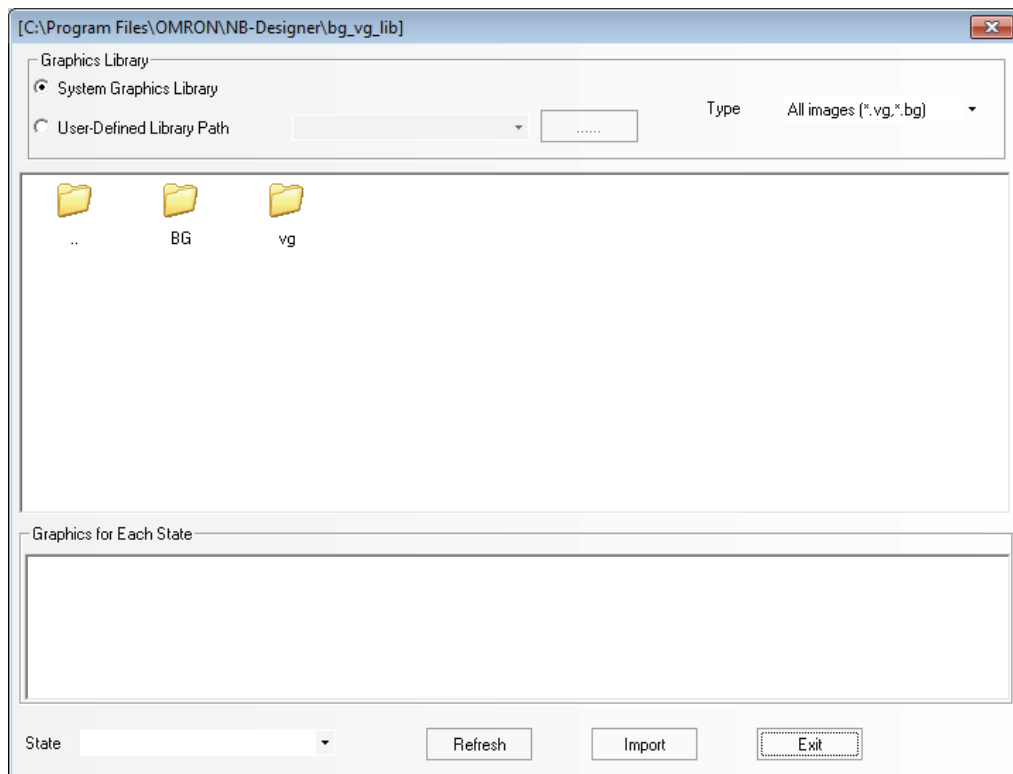 [C:\Program Files\OMRON\NB-Designer\bg_vg_lib]
Graphics Library
System Graphics Library
Type All images (*.vg,*.bg)
User-Defined Library Path ......
.. BG vg
Graphics for Each State
State Refresh Import Exit